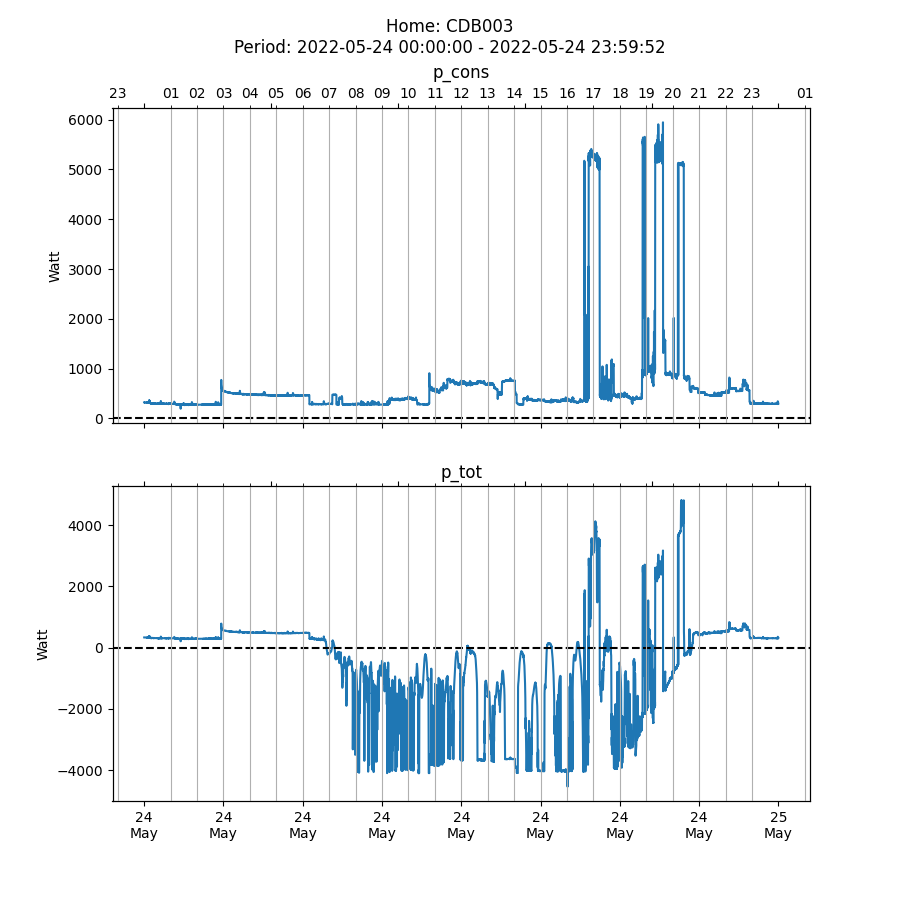 Home: CDB003
Period: 2022-05-24 00:00:00 - 2022-05-24 23:59:52
p_cons
23 01 02 03 04 05 06 07 08 09 10 11 12 13 14 15 16 17 18 19 20 21 22 23 01
6000
5000
4000
3000
2000
1000
0
Watt
p_tot
4000
2000
0
−2000
−4000
Watt
24 24 24 24 24 24 24 24 25
May May May May May May May May May